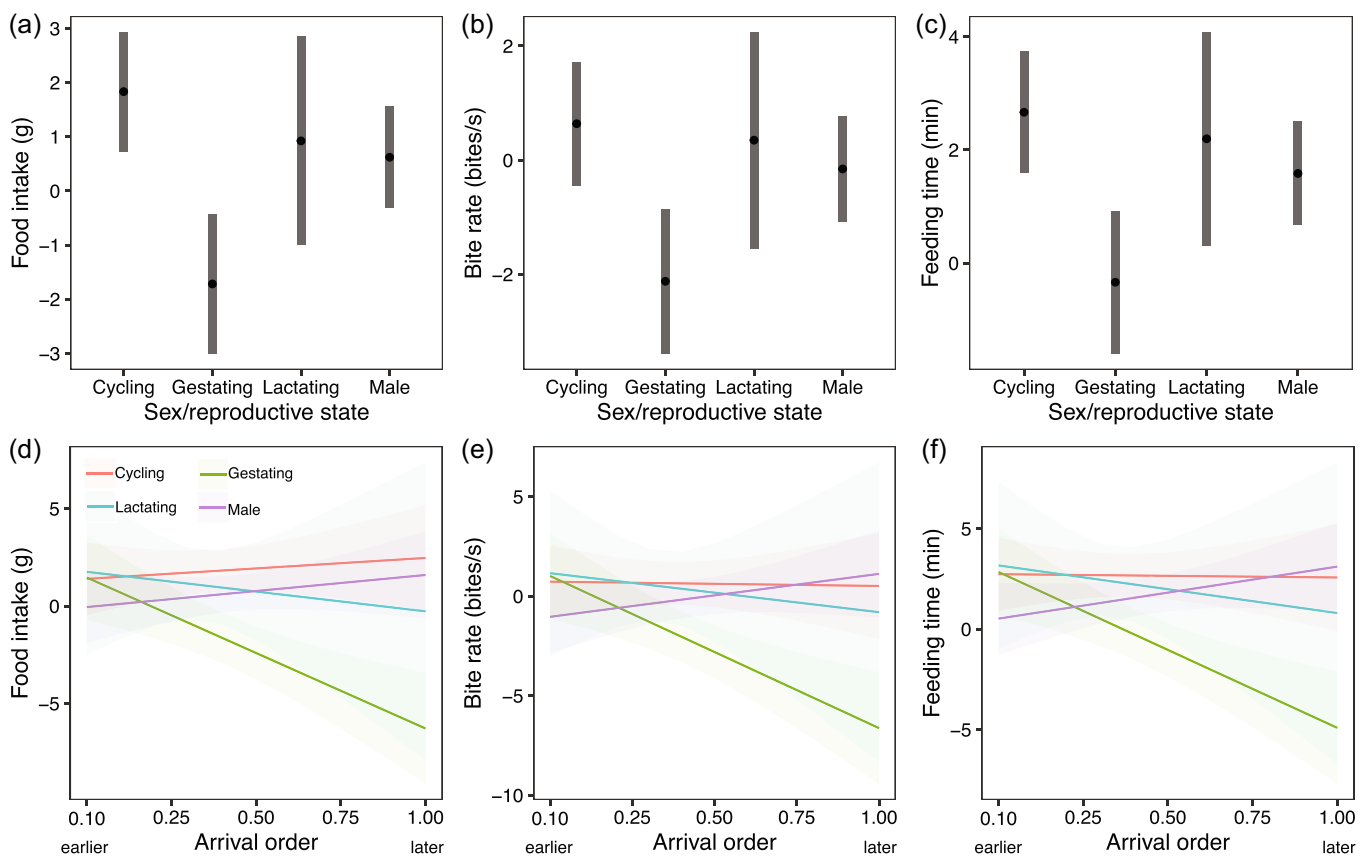 (a)
Food intake (g)
3
2
1
0
−1
−2
−3
Cycling Gestating Lactating Male
Sex/reproductive state
(b)
Bite rate (bites/s)
2
0
−2
Cycling Gestating Lactating Male
Sex/reproductive state
(c)
Feeding time (min)
4
2
0
Cycling Gestating Lactating Male
Sex/reproductive state
(d)
Cycling Gestating
Lactating Male
Food intake (g)
5
0
−5
0.10 0.25 0.50 0.75 1.00
earlier Arrival order later
(e)
Bite rate (bites/s)
5
0
−5
−10
0.10 0.25 0.50 0.75 1.00
earlier Arrival order later
(f)
Feeding time (min)
5
0
−5
0.10 0.25 0.50 0.75 1.00
earlier Arrival order later